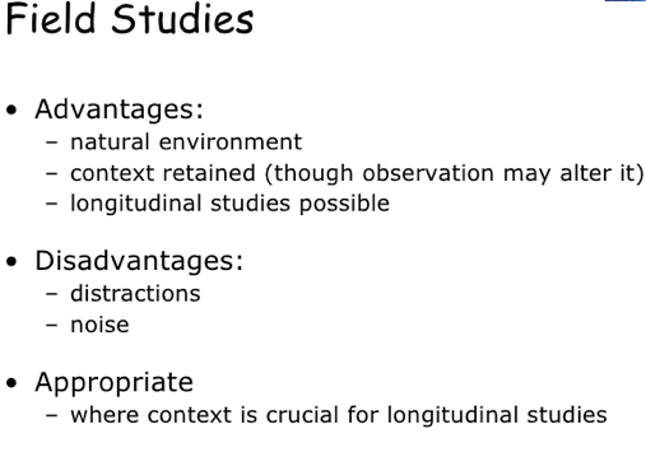 Field Studies
• Advantages:
– natural environment
– context retained (though observation may alter it)
– longitudinal studies possible
• Disadvantages:
– distractions
– noise
• Appropriate
– where context is crucial for longitudinal studies